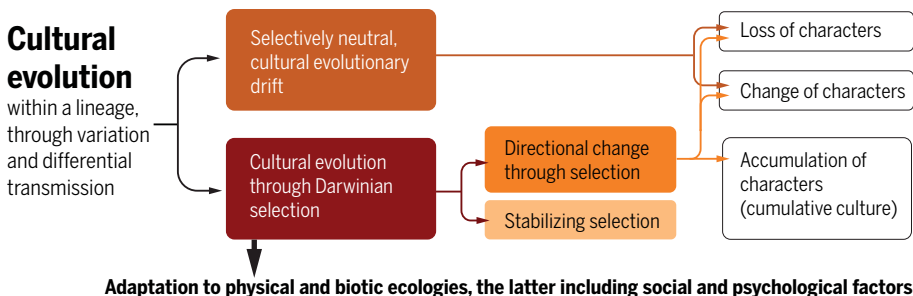 Cultural
evolution
within a lineage,
through variation
and differential
transmission
Selectively neutral,
cultural evolutionary
drift
Cultural evolution
through Darwinian
selection
Directional change
through selection
Stabilizing selection
Loss of characters
Change of characters
Accumulation of
characters
(cumulative culture)
Adaptation to physical and biotic ecologies, the latter including social and psychological factors